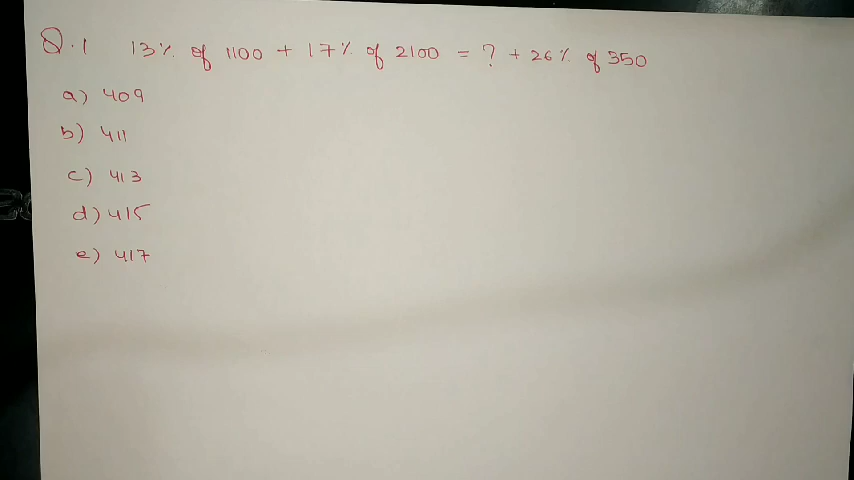 Q.1 13% of 1100 + 17% of 2100 = ? + 26% of 350
a) 409
b) 411
c) 413
d) 415
e) 417